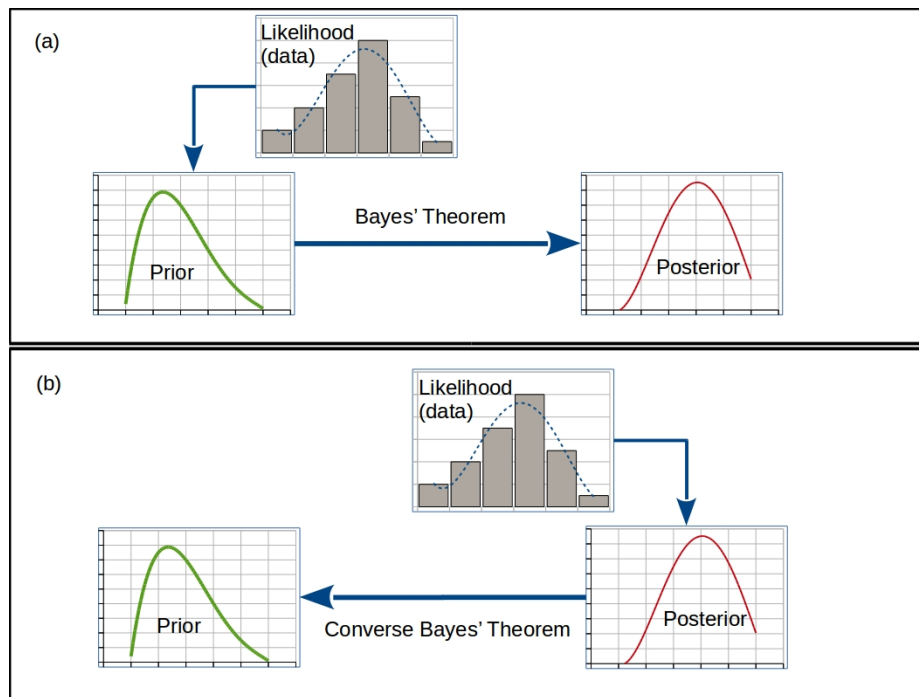 (a)
Likelihood
(data)
Bayes' Theorem
Prior
Posterior
(b)
Likelihood
(data)
Prior
Converse Bayes' Theorem
Posterior